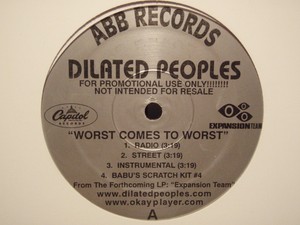 ABB RECORDS
DILATED PEOPLES
FOR PROMOTIONAL USE ONLY!!!!!!!!
NOT INTENDED FOR RESALE
Capitol
RECORDS
EXPANSION TEAM
"WORST COMES TO WORST"
1. RADIO (3:19)
2. STREET (3:19)
3. INSTRUMENTAL (3:19)
4. BABU'S SCRATCH KIT #4
From The Forthcoming LP: "Expansion Team"
www.dilatedpeoples.com
www.okayplayer.com
A